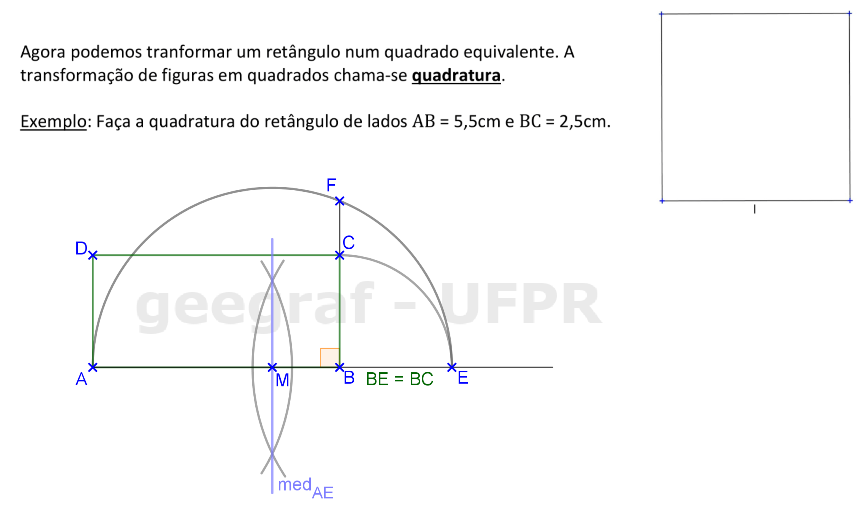 Agora podemos tranformar um retângulo num quadrado equivalente. A
transformação de figuras em quadrados chama-se quadratura.
Exemplo: Faça a quadratura do retângulo de lados AB = 5,5cm e BC = 2,5cm.
l
F
D
C
geegraf - UFPR
A
M
B
BE = BC
E
med AE